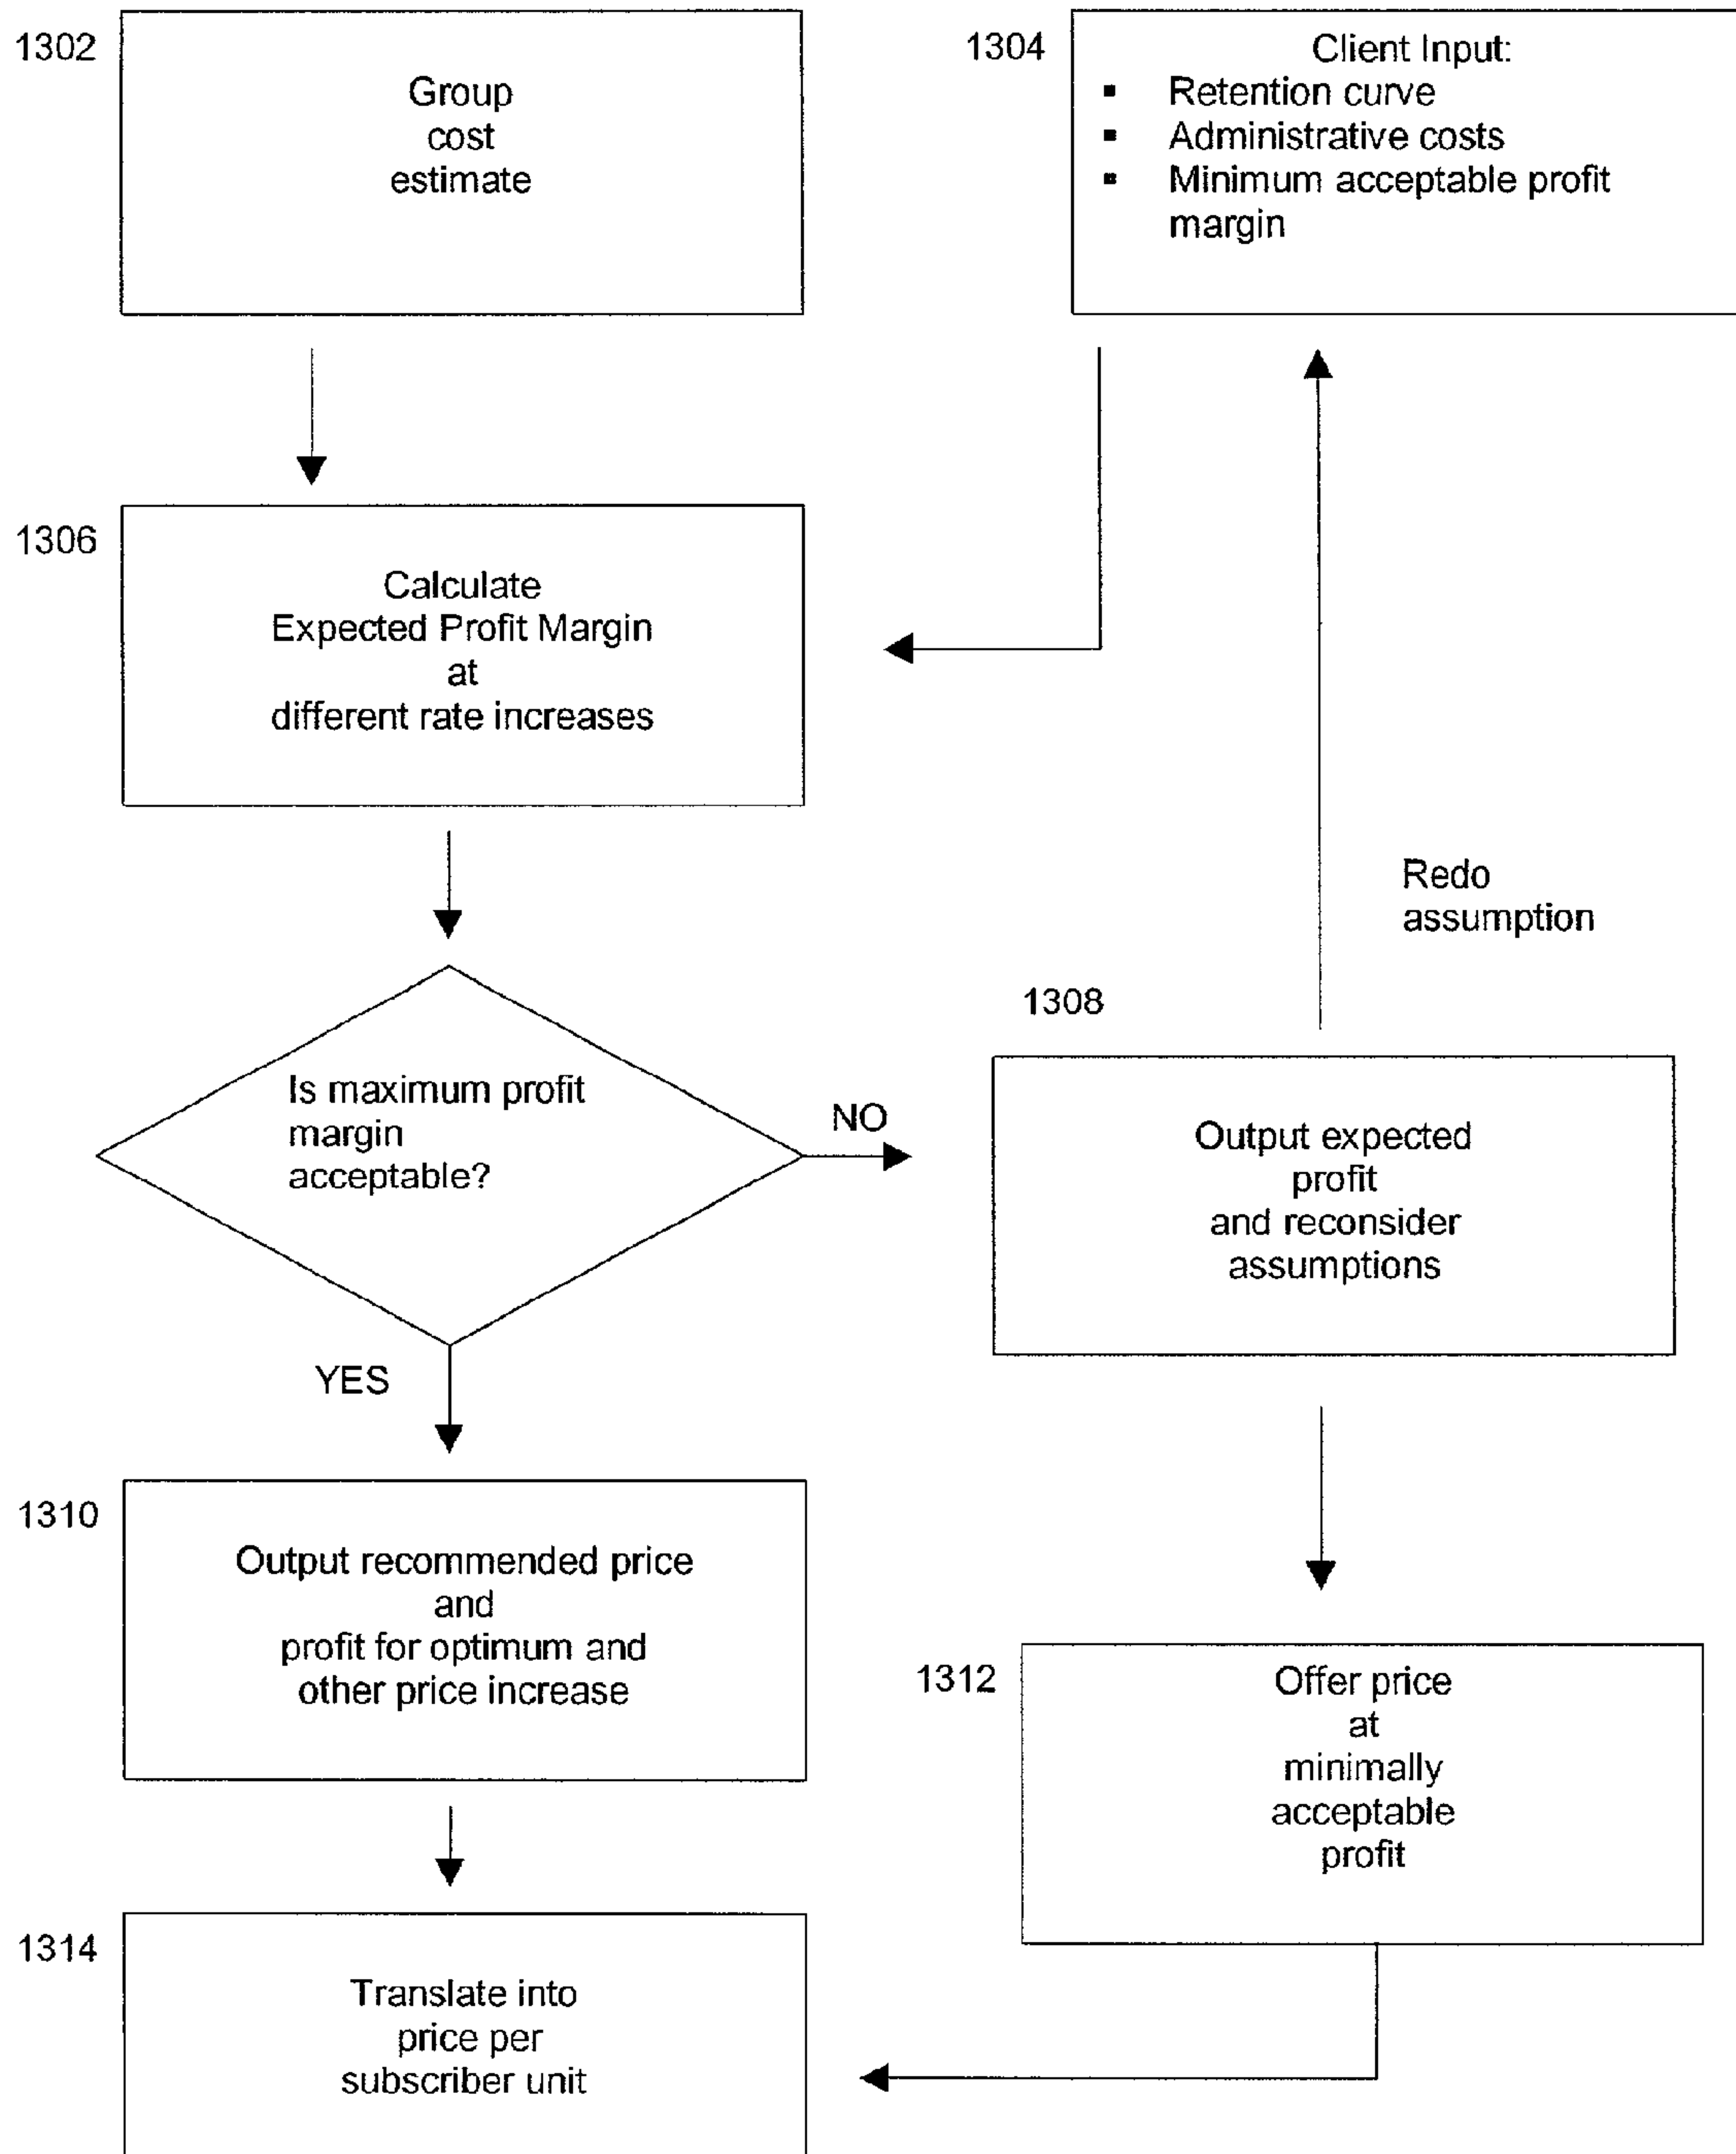 1302
Group
cost
estimate
1304
Client Input:
▪ Retention curve
▪ Administrative costs
▪ Minimum acceptable profit
margin
1306
Calculate
Expected Profit Margin
at
different rate increases
Redo
assumption
Is maximum profit
margin
acceptable?
NO
YES
1308
Output expected
profit
and reconsider
assumptions
1310
Output recommended price
and
profit for optimum and
other price increase
1312
Offer price
at
minimally
acceptable
profit
1314
Translate into
price per
subscriber unit